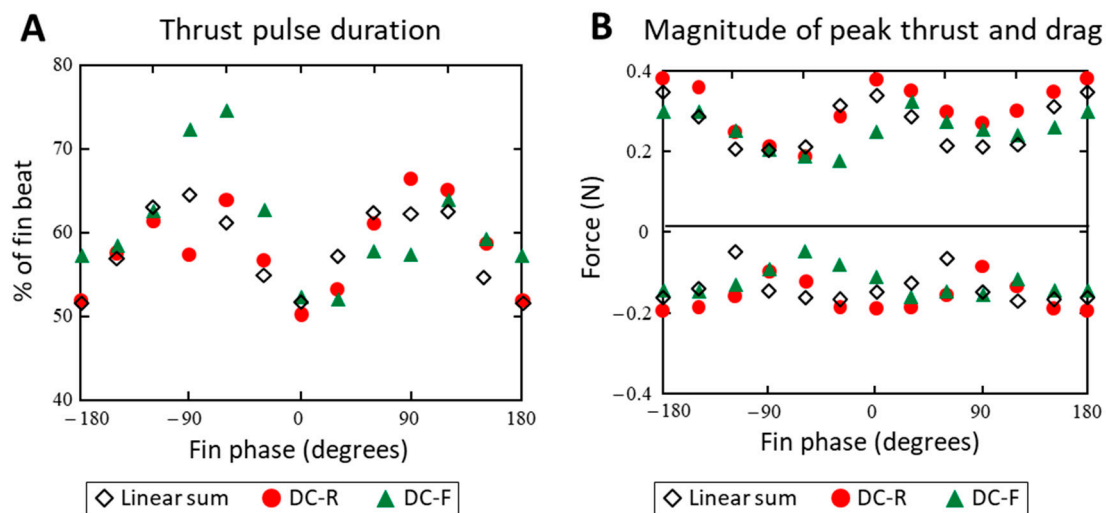 A Thrust pulse duration
80
70
60
50
40
% of fin beat
−180 −90 0 90 180
Fin phase (degrees)
Linear sum DC-R DC-F
B Magnitude of peak thrust and drag
0.4
0.2
0
−0.2
−0.4
Force (N)
−180 −90 0 90 180
Fin phase (degrees)
Linear sum DC-R DC-F